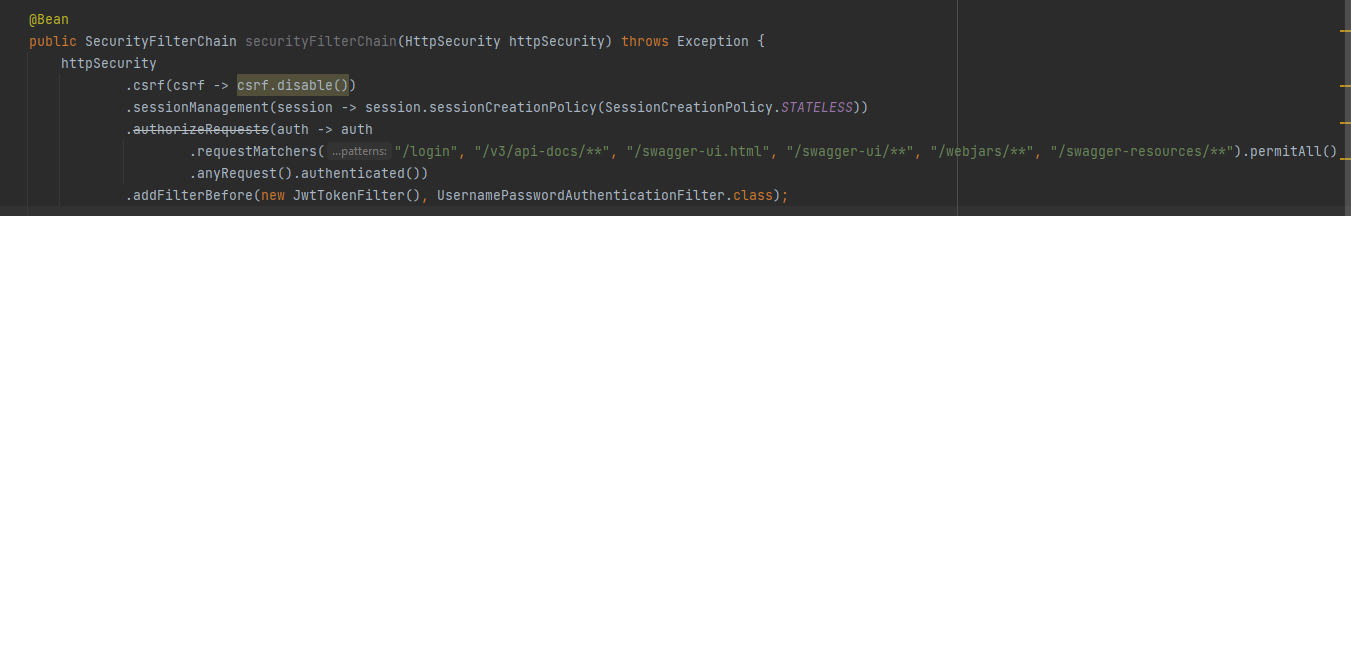 @Bean
public SecurityFilterChain securityFilterChain(HttpSecurity httpSecurity) throws Exception {
httpSecurity
.csrf(csrf -> csrf.disable())
.sessionManagement(session -> session.sessionCreationPolicy(SessionCreationPolicy.STATELESS))
.authorizeRequests(auth -> auth
.requestMatchers( ...patterns: "/login", "/v3/api-docs/**", "/swagger-ui.html", "/swagger-ui/**", "/webjars/**", "/swagger-resources/**").permitAll()
.anyRequest().authenticated())
.addFilterBefore(new JwtTokenFilter(), UsernamePasswordAuthenticationFilter.class);